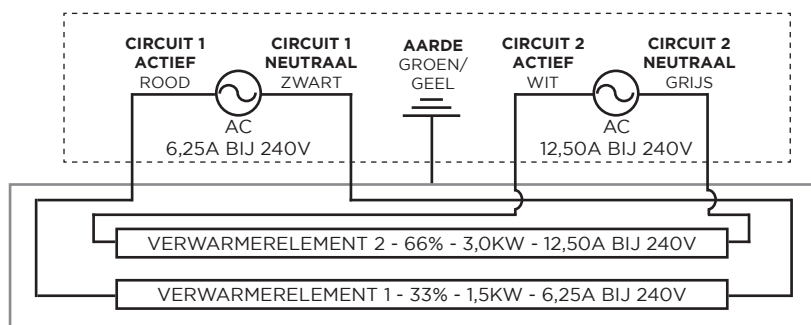 CIRCUIT 1
ACTIEF
ROOD
CIRCUIT 1
NEUTRAAL
ZWART
AARDE
GROEN/
GEEL
CIRCUIT 2
ACTIEF
WIT
CIRCUIT 2
NEUTRAAL
GRIJS
AC
6,25A BIJ 240V
AC
12,50A BIJ 240V
VERWARMERELEMENT 2 - 66% - 3,0KW - 12,50A BIJ 240V
VERWARMERELEMENT 1 - 33% - 1,5KW - 6,25A BIJ 240V